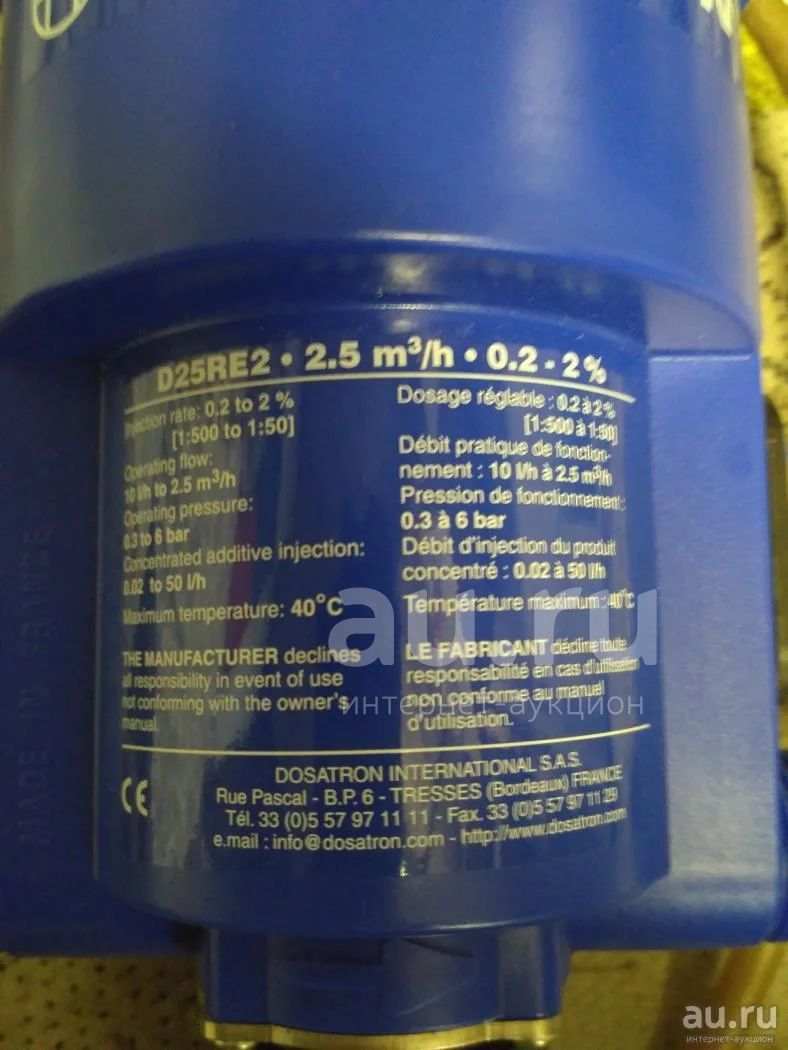 D25RE2 • 2.5 m³/h • 0.2 - 2 %
Injection rate: 0.2 to 2 %
[1:500 to 1:50]
Operating flow:
10 l/h to 2.5 m³/h
Operating pressure:
0.3 to 6 bar
Concentrated additive injection:
0.02 to 50 l/h
Maximum temperature: 40°C
THE MANUFACTURER declines
all responsibility in event of use
not conforming with the owner's
manual.
Dosage réglable : 0.2 à 2 %
[1:500 à 1:50]
Débit pratique de fonction-
nement : 10 l/h à 2.5 m³/h
Pression de fonctionnement :
0.3 à 6 bar
Débit d'injection du produit
concentré : 0.02 à 50 l/h
Température maximum : 40°C
LE FABRICANT décline toute
responsabilité en cas d'utilisation
non conforme au manuel
d'utilisation.
CE
DOSATRON INTERNATIONAL S.A.S.
Rue Pascal - B.P. 6 - TRESSES (Bordeaux) FRANCE
Tél. 33 (0)5 57 97 11 11 - Fax. 33 (0)5 57 97 11 29
e.mail : info@dosatron.com - http://www.dosatron.com
MADE IN FRANCE
au.ru
интернет-аукцион
au.ru
интернет-аукцион